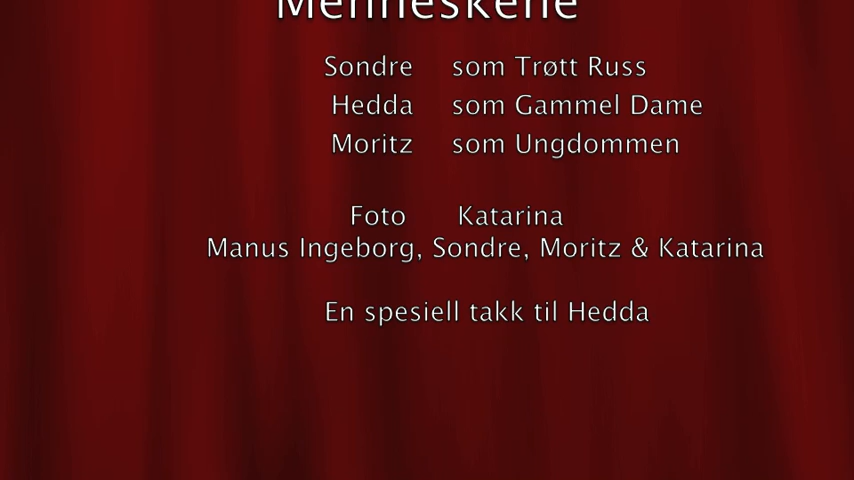 Menneskene
Sondre som Trøtt Russ
Hedda som Gammel Dame
Moritz som Ungdommen
Foto Katarina
Manus Ingeborg, Sondre, Moritz & Katarina
En spesiell takk til Hedda